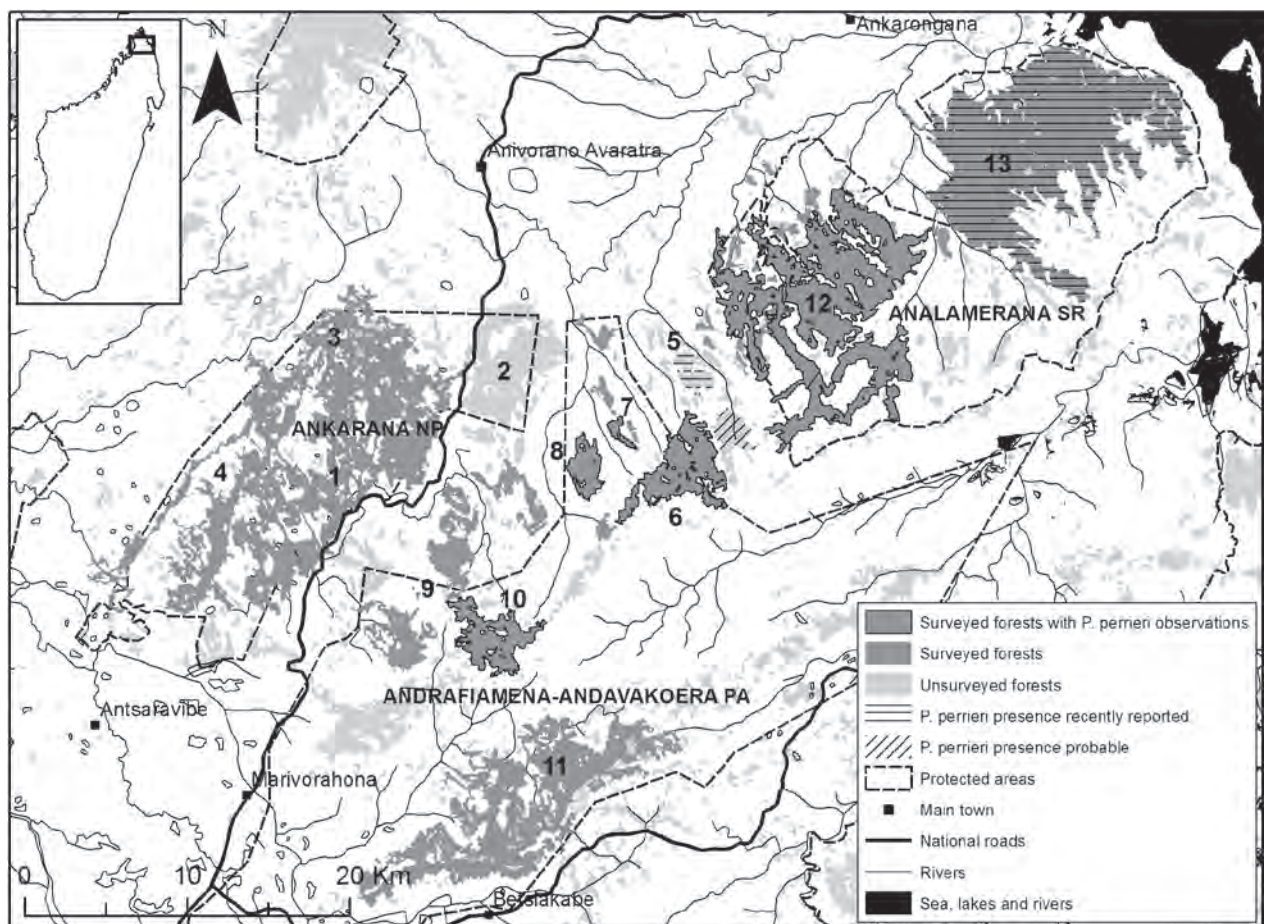 N
Ankarongana
Anivorano Avaratra
13
12
ANALAMERANA SR
3
5
2
7
ANKARANA NP
8
4
1
6
9
10
ANDRAFIAMENA-ANDAVAKOERA PA
Antsaravibe
11
Marivorahona
0 10 20 Km
Betsiakabe
Surveyed forests with P. perrieri observations
Surveyed forests
Unsurveyed forests
P. perrieri presence recently reported
P. perrieri presence probable
Protected areas
Main town
National roads
Rivers
Sea, lakes and rivers